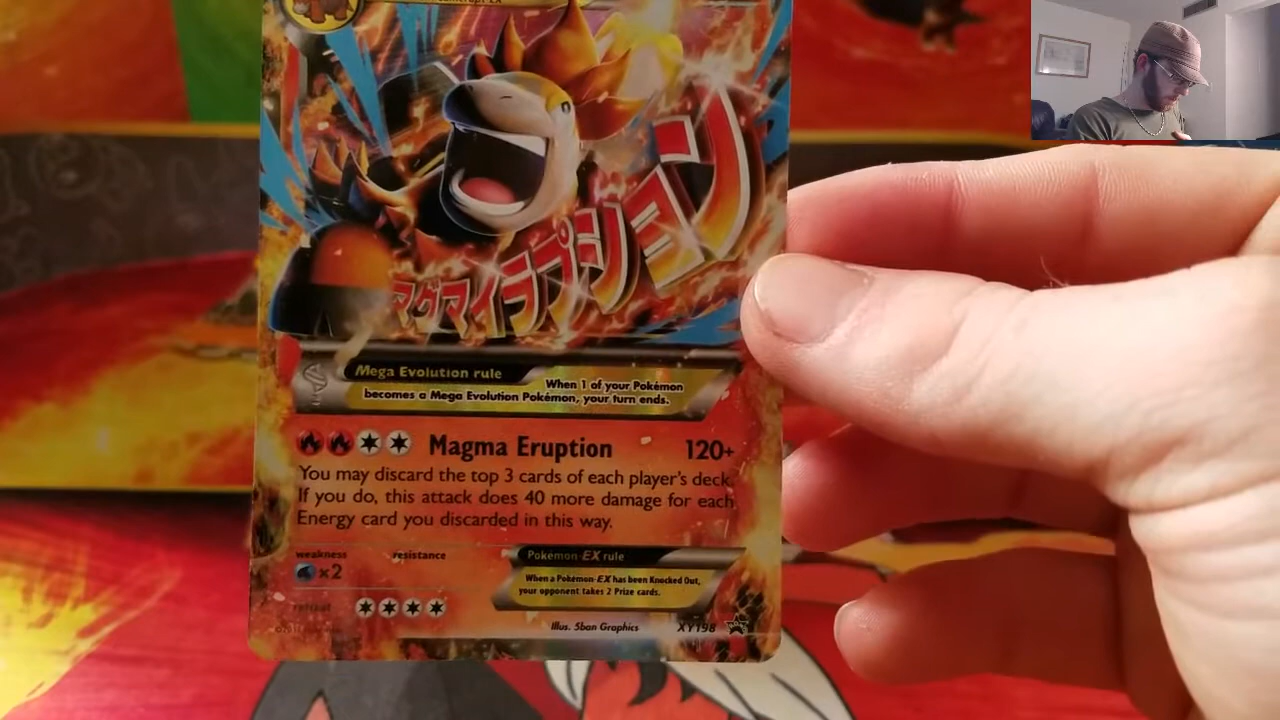 マグマイラプション
Mega Evolution rule
When 1 of your Pokémon
becomes a Mega Evolution Pokémon, your turn ends.
Magma Eruption 120+
You may discard the top 3 cards of each player's deck.
If you do, this attack does 40 more damage for each
Energy card you discarded in this way.
weakness resistance
×2
retreat
Pokémon-EX rule
When a Pokémon-EX has been Knocked Out,
your opponent takes 2 Prize cards.
Illus. 5ban Graphics XY198